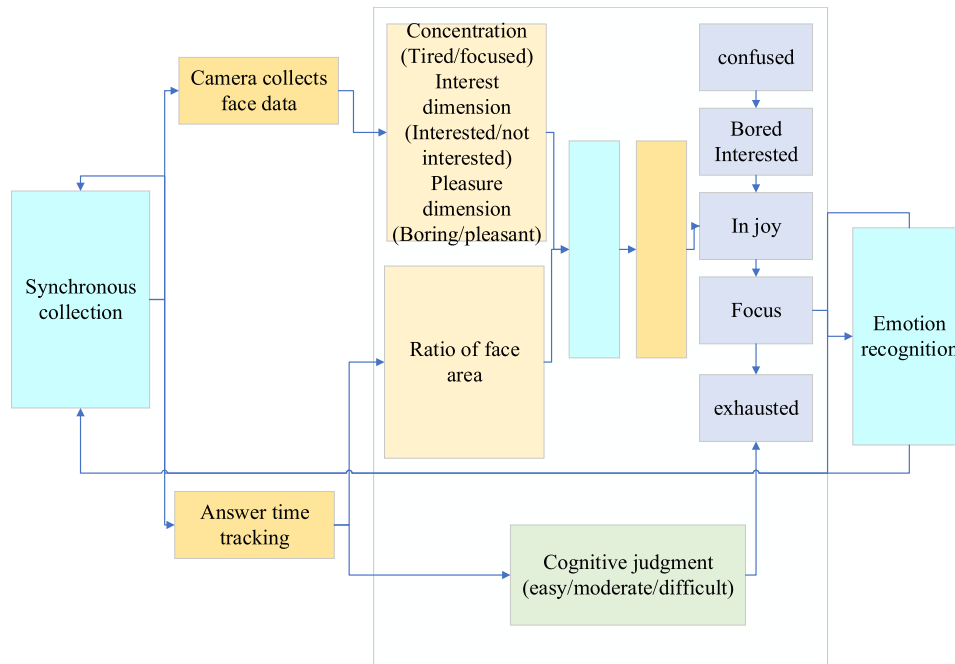 Synchronous
collection
Camera collects
face data
Answer time
tracking
Concentration
(Tired/focused)
Interest
dimension
(Interested/not
interested)
Pleasure
dimension
(Boring/pleasant)
Ratio of face
area
Cognitive judgment
(easy/moderate/difficult)
confused
Bored
Interested
In joy
Focus
exhausted
Emotion
recognition